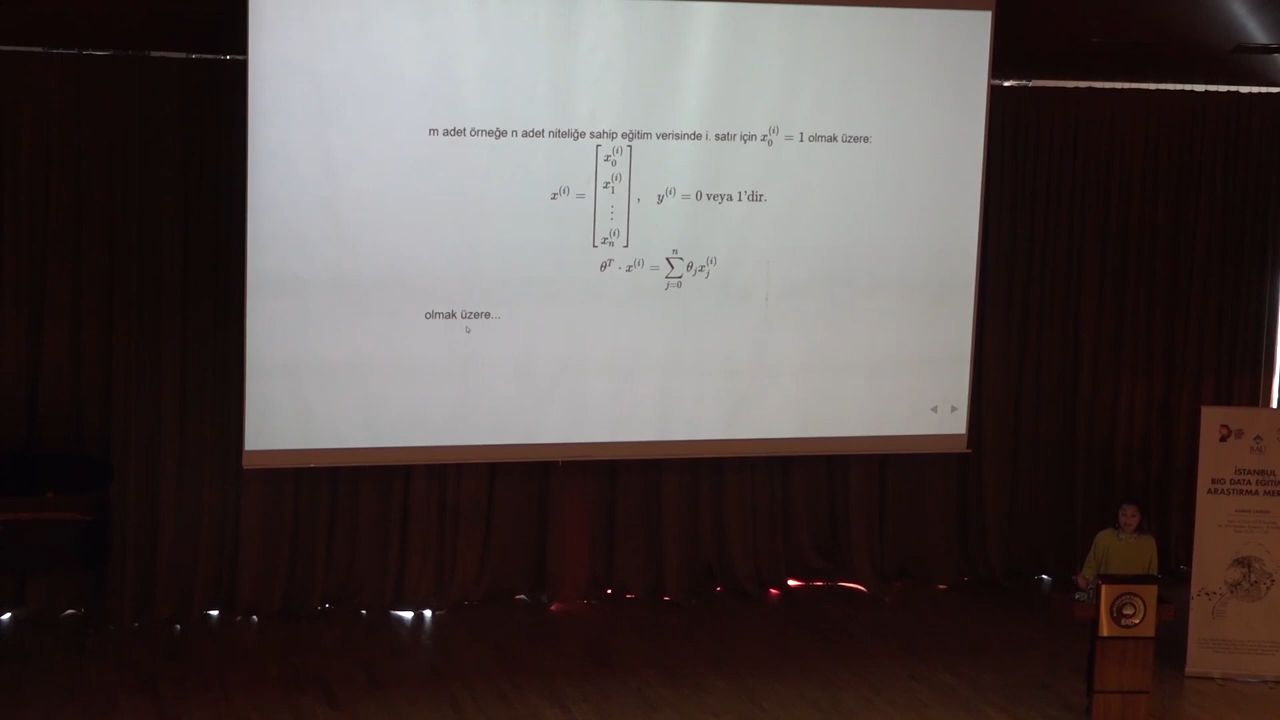 m adet örneğe n adet niteliğe sahip eğitim verisinde i. satır için x_0^{(i)} = 1 olmak üzere:
x^{(i)} = [x_0^{(i)} x_1^{(i)} ⋮ x_n^{(i)}] , y^{(i)} = 0 veya 1'dir.
θ^T · x^{(i)} = ∑_{j=0}^{n} θ_j x_j^{(i)}
olmak üzere...
İSTANBUL
BIG DATA EĞİTİ
ARAŞTIRMA MER